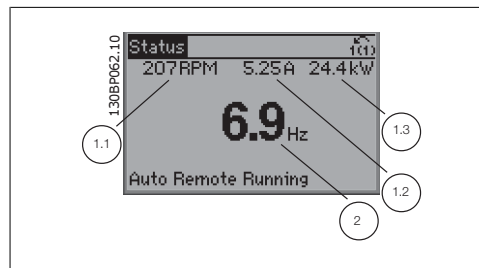 130BP062.10
Status
1(1)
207RPM 5.25A 24.4kW
6.9Hz
Auto Remote Running
1.1
1.3
1.2
2